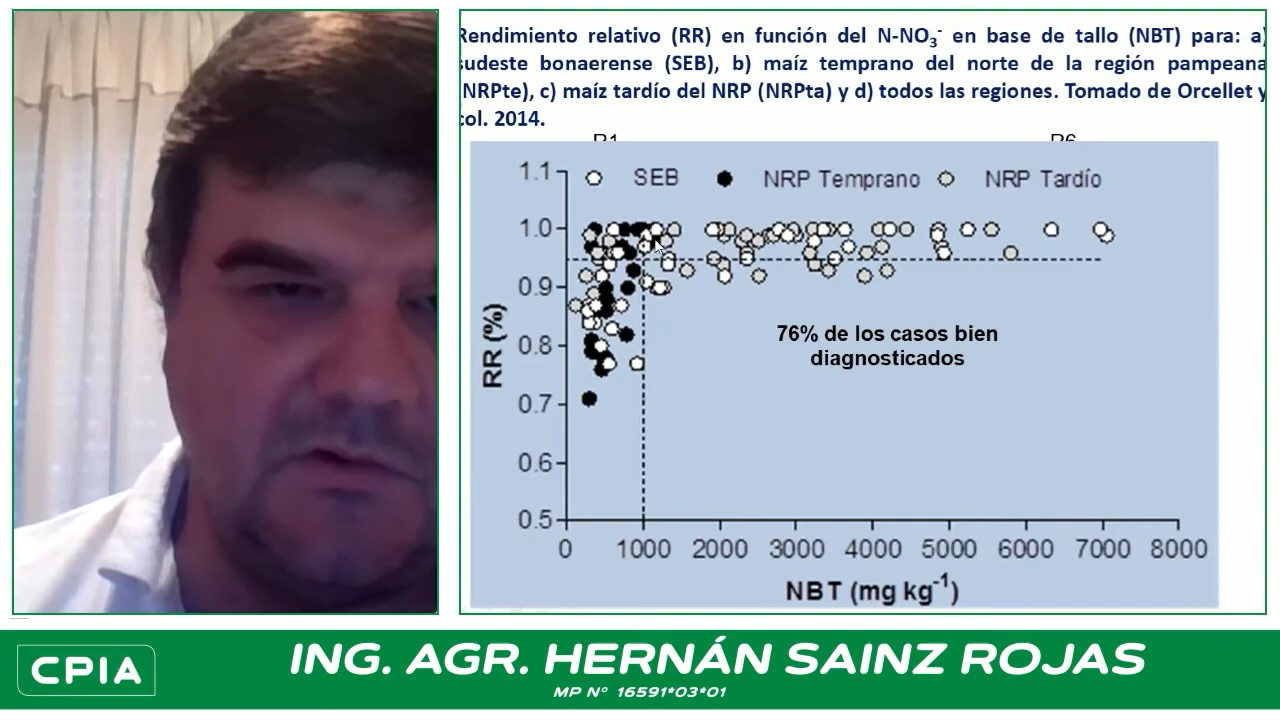 Rendimiento relativo (RR) en función del N-NO3- en base de tallo (NBT) para: a)
sudeste bonaerense (SEB), b) maíz temprano del norte de la región pampeana
(NRPte), c) maíz tardío del NRP (NRPta) y d) todos las regiones. Tomado de Orcellet y
col. 2014.
SEB NRP Temprano NRP Tardío
1.1
1.0
0.9
0.8
0.7
0.6
0.5
RR (%)
76% de los casos bien
diagnosticados
0 1000 2000 3000 4000 5000 6000 7000 8000
NBT (mg kg-1)
CPIA
ING. AGR. HERNÁN SAINZ ROJAS
MP Nº 16591*03*01